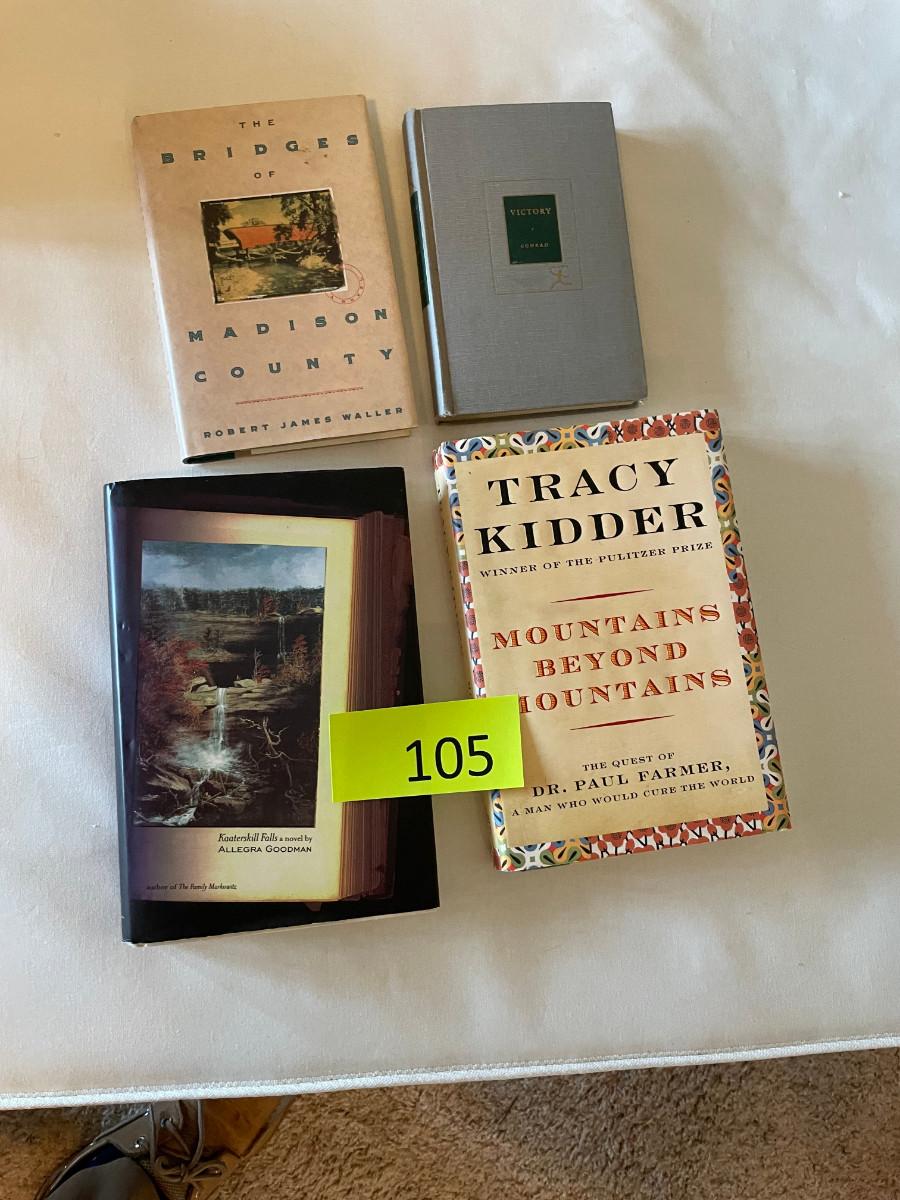 THE
BRIDGES
OF
MADISON
COUNTY
ROBERT JAMES WALLER
VICTORY
CONRAD
TRACY
KIDDER
WINNER OF THE PULITZER PRIZE
MOUNTAINS
BEYOND
MOUNTAINS
THE QUEST OF
DR. PAUL FARMER,
A MAN WHO WOULD CURE THE WORLD
105
Kaaterskill Falls a novel by
ALLEGRA GOODMAN
author of The Family Markowitz